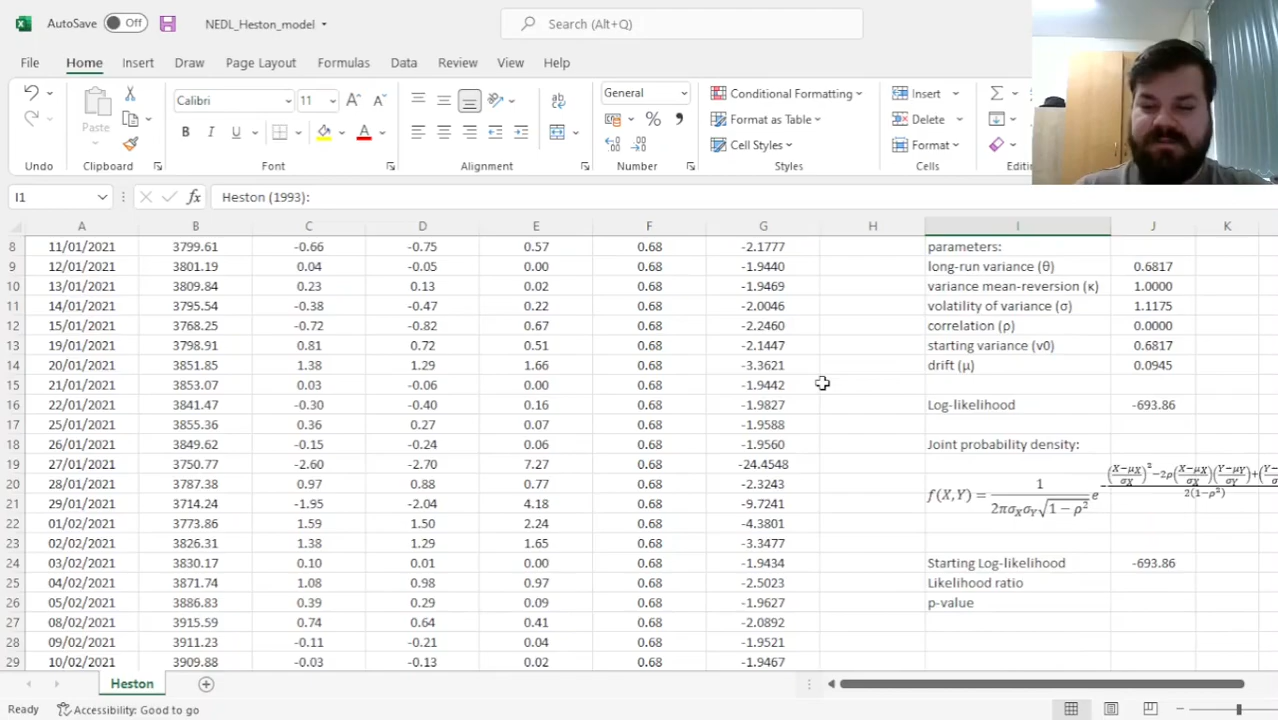 AutoSave Off NEDL_Heston_model Search (Alt+Q)
File Home Insert Draw Page Layout Formulas Data Review View Help
Calibri 11 General Conditional Formatting Insert
Paste Format as Table Delete
Cell Styles Format
Undo Clipboard Font Alignment Number Styles Cells Editin
I1 fx Heston (1993):
A B C D E F G H I J K
8 11/01/2021 3799.61 -0.66 -0.75 0.57 0.68 -2.1777 parameters:
9 12/01/2021 3801.19 0.04 -0.05 0.00 0.68 -1.9440 long-run variance (θ) 0.6817
10 13/01/2021 3809.84 0.23 0.13 0.02 0.68 -1.9469 variance mean-reversion (κ) 1.0000
11 14/01/2021 3795.54 -0.38 -0.47 0.22 0.68 -2.0046 volatility of variance (σ) 1.1175
12 15/01/2021 3768.25 -0.72 -0.82 0.67 0.68 -2.2460 correlation (ρ) 0.0000
13 19/01/2021 3798.91 0.81 0.72 0.51 0.68 -2.1447 starting variance (v0) 0.6817
14 20/01/2021 3851.85 1.38 1.29 1.66 0.68 -3.3621 drift (μ) 0.0945
15 21/01/2021 3853.07 0.03 -0.06 0.00 0.68 -1.9442
16 22/01/2021 3841.47 -0.30 -0.40 0.16 0.68 -1.9827 Log-likelihood -693.86
17 25/01/2021 3855.36 0.36 0.27 0.07 0.68 -1.9588
18 26/01/2021 3849.62 -0.15 -0.24 0.06 0.68 -1.9560 Joint probability density:
19 27/01/2021 3750.77 -2.60 -2.70 7.27 0.68 -24.4548
20 28/01/2021 3787.38 0.97 0.88 0.77 0.68 -2.3243
21 29/01/2021 3714.24 -1.95 -2.04 4.18 0.68 -9.7241
f(X,Y) = 1 / 2πσXσY√1 − ρ² e − ((X−μX)/σX)²−2ρ((X−μX)/σX)((Y−μY)/σY)+( / 2(1−ρ²)
22 01/02/2021 3773.86 1.59 1.50 2.24 0.68 -4.3801
23 02/02/2021 3826.31 1.38 1.29 1.65 0.68 -3.3477
24 03/02/2021 3830.17 0.10 0.01 0.00 0.68 -1.9434 Starting Log-likelihood -693.86
25 04/02/2021 3871.74 1.08 0.98 0.97 0.68 -2.5023 Likelihood ratio
26 05/02/2021 3886.83 0.39 0.29 0.09 0.68 -1.9627 p-value
27 08/02/2021 3915.59 0.74 0.64 0.41 0.68 -2.0892
28 09/02/2021 3911.23 -0.11 -0.21 0.04 0.68 -1.9521
29 10/02/2021 3909.88 -0.03 -0.13 0.02 0.68 -1.9467
Heston
Ready Accessibility: Good to go